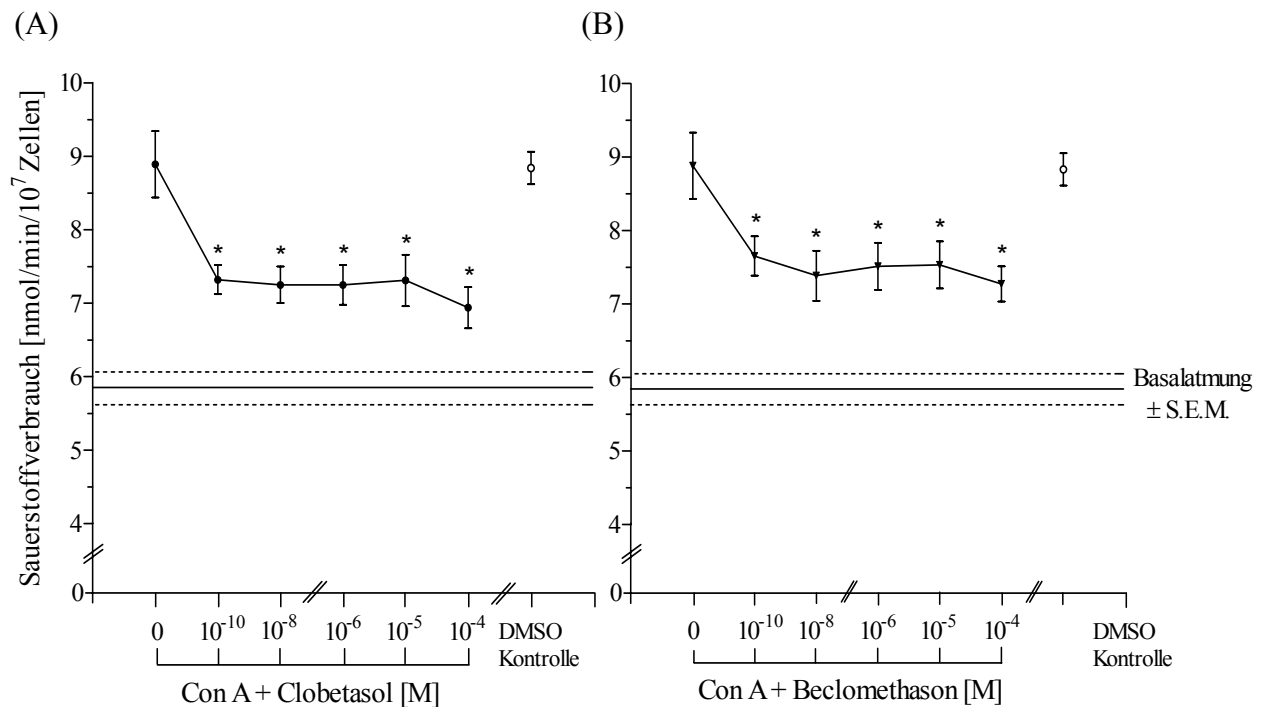 (A)
Sauerstoffverbrauch [nmol/min/10⁷ Zellen]
10
9
8
7
6
5
4
0
* * * * *
0 10⁻¹⁰ 10⁻⁸ 10⁻⁶ 10⁻⁵ 10⁻⁴ DMSO
Kontrolle
Con A + Clobetasol [M]
(B)
10
9
8
7
6
5
4
0
* * * * *
Basalatmung
± S.E.M.
0 10⁻¹⁰ 10⁻⁸ 10⁻⁶ 10⁻⁵ 10⁻⁴ DMSO
Kontrolle
Con A + Beclomethason [M]